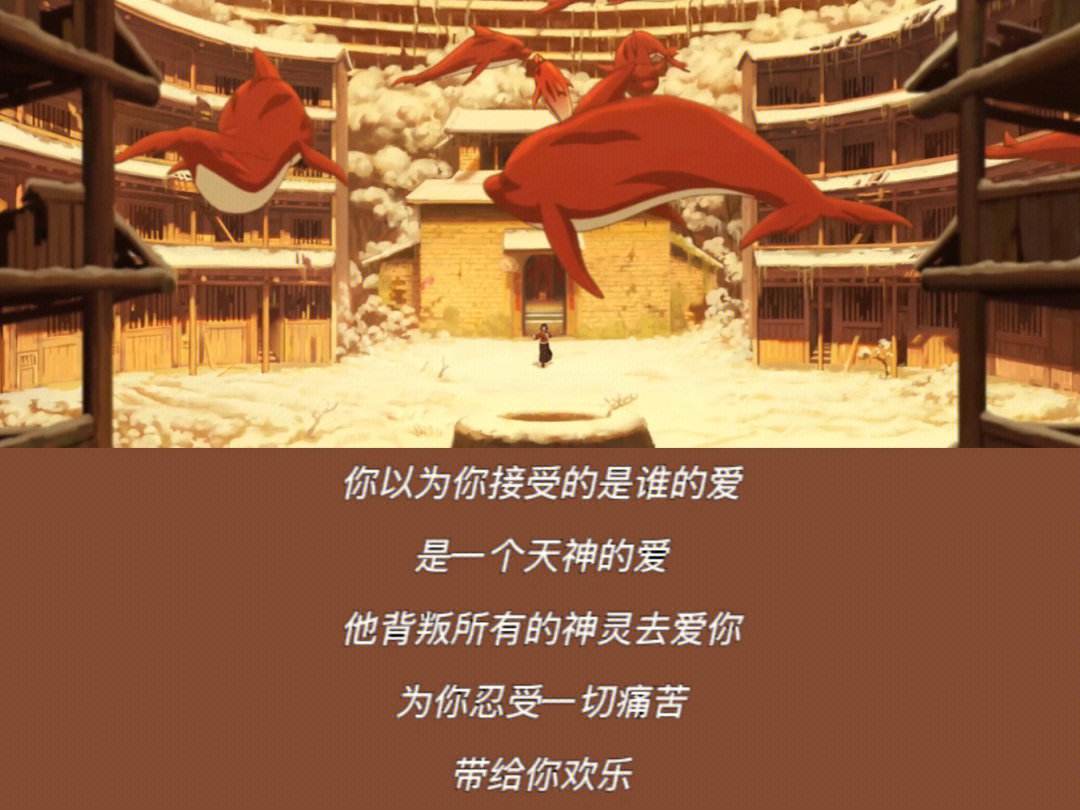 你以为你接受的是谁的爱
是一个天神的爱
他背叛所有的神灵去爱你
为你忍受一切痛苦
带给你欢乐